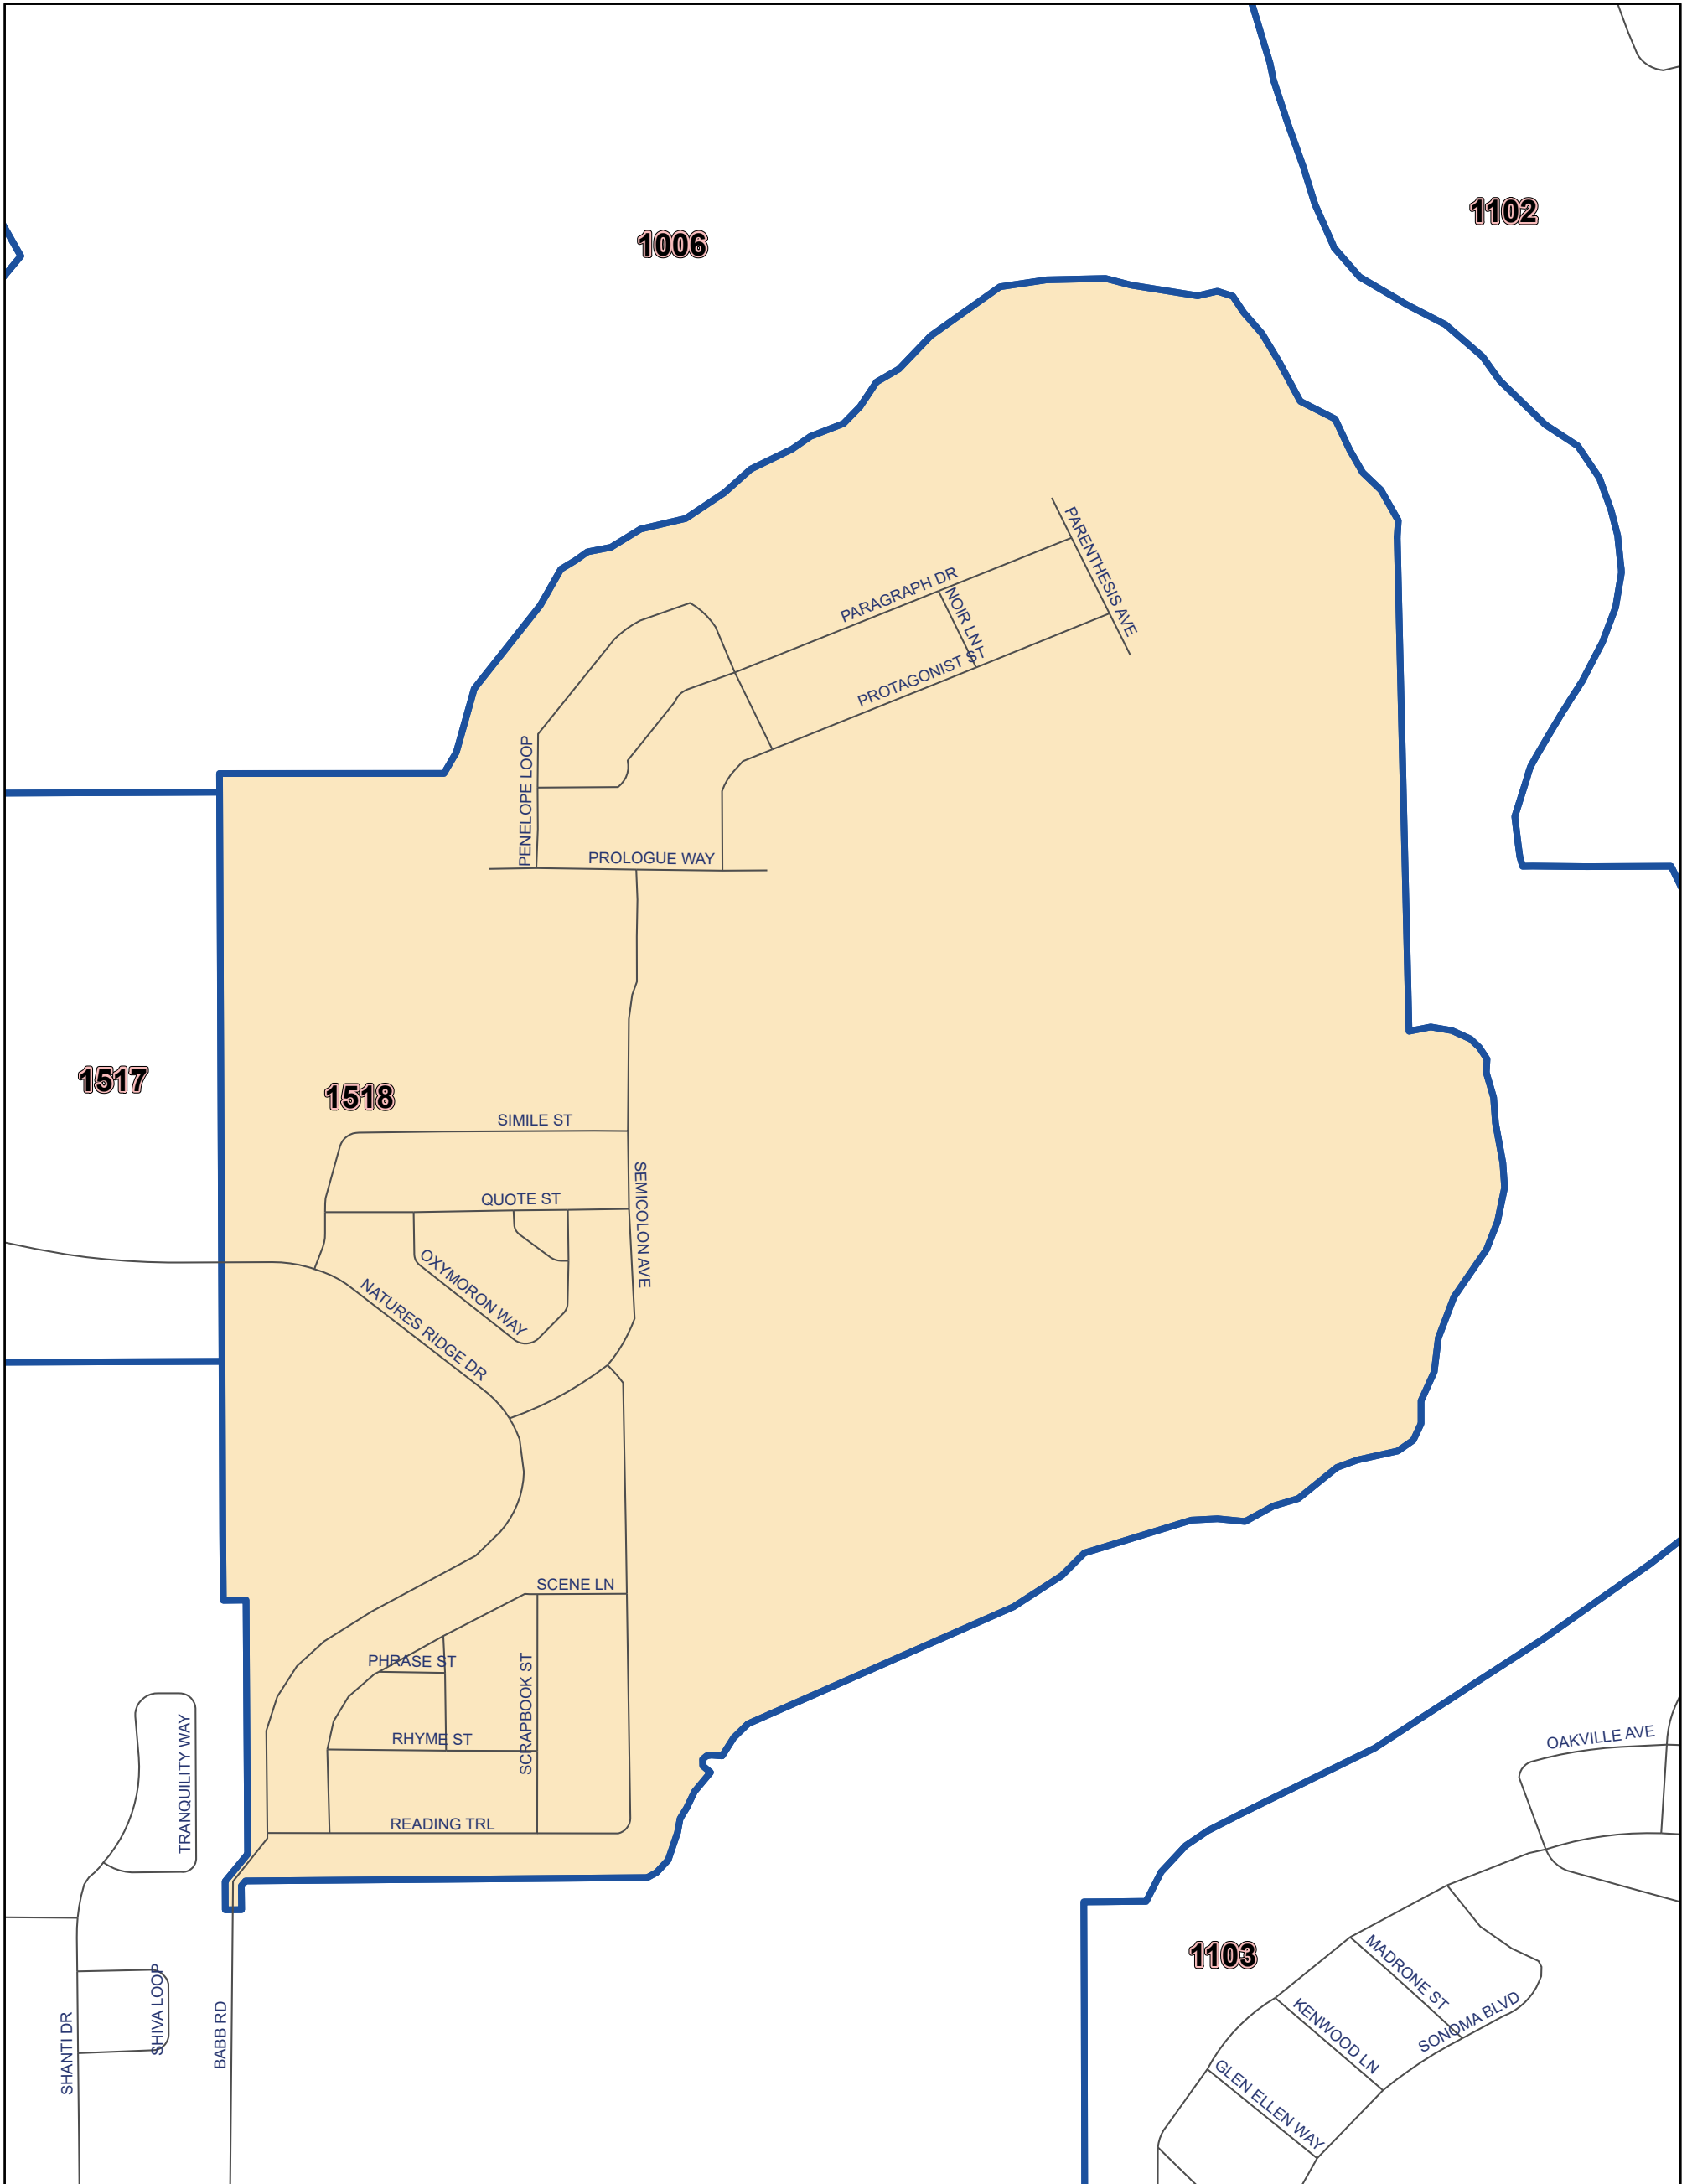 1102
1006
PARENTHESIS AVE
PARAGRAPH DR
NOIR LN
PROTAGONIST ST
PENELOPE LOOP
PROLOGUE WAY
1517
1518
SIMILE ST
SEMICOLON AVE
QUOTE ST
OXYMORON WAY
NATURES RIDGE DR
SCENE LN
PHRASE ST
SCRAPBOOK ST
RHYME ST
TRANQUILITY WAY
OAKVILLE AVE
READING TRL
1103
MADRONE ST
SHIVA LOOP
KENWOOD LN
SONOMA BLVD
BABB RD
SHANTI DR
GLEN ELLEN WAY